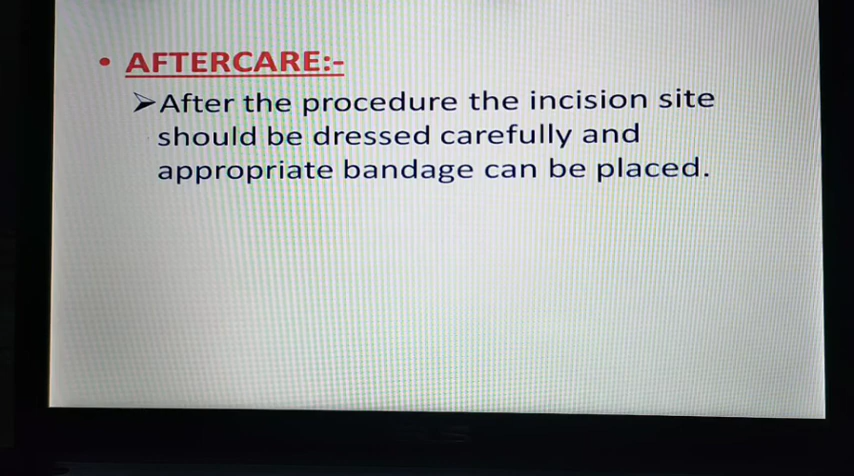 • AFTERCARE:-
➢After the procedure the incision site
should be dressed carefully and
appropriate bandage can be placed.